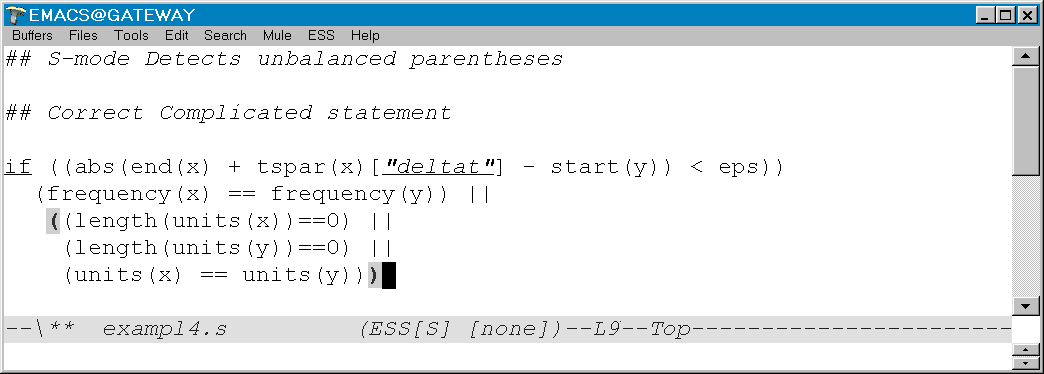 EMACS@GATEWAY
Buffers Files Tools Edit Search Mule ESS Help
## S-mode Detects unbalanced parentheses
## Correct Complicated statement
if ((abs(end(x) + tspar(x)["deltat"] - start(y)) < eps))
  (frequency(x) == frequency(y)) ||
   ((length(units(x))==0) ||
    (length(units(y))==0) ||
    (units(x) == units(y)))
--\** exampl4.s (ESS[S] [none])--L9--Top-----------------------